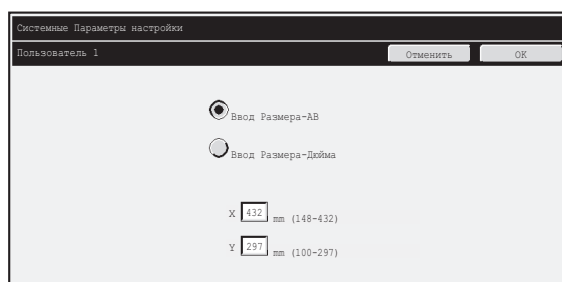 Системные Параметры настройки
Пользователь 1 Отменить OK
Ввод Размера-AB
Ввод Размера-Дюйма
X 432 mm (148-432)
Y 297 mm (100-297)